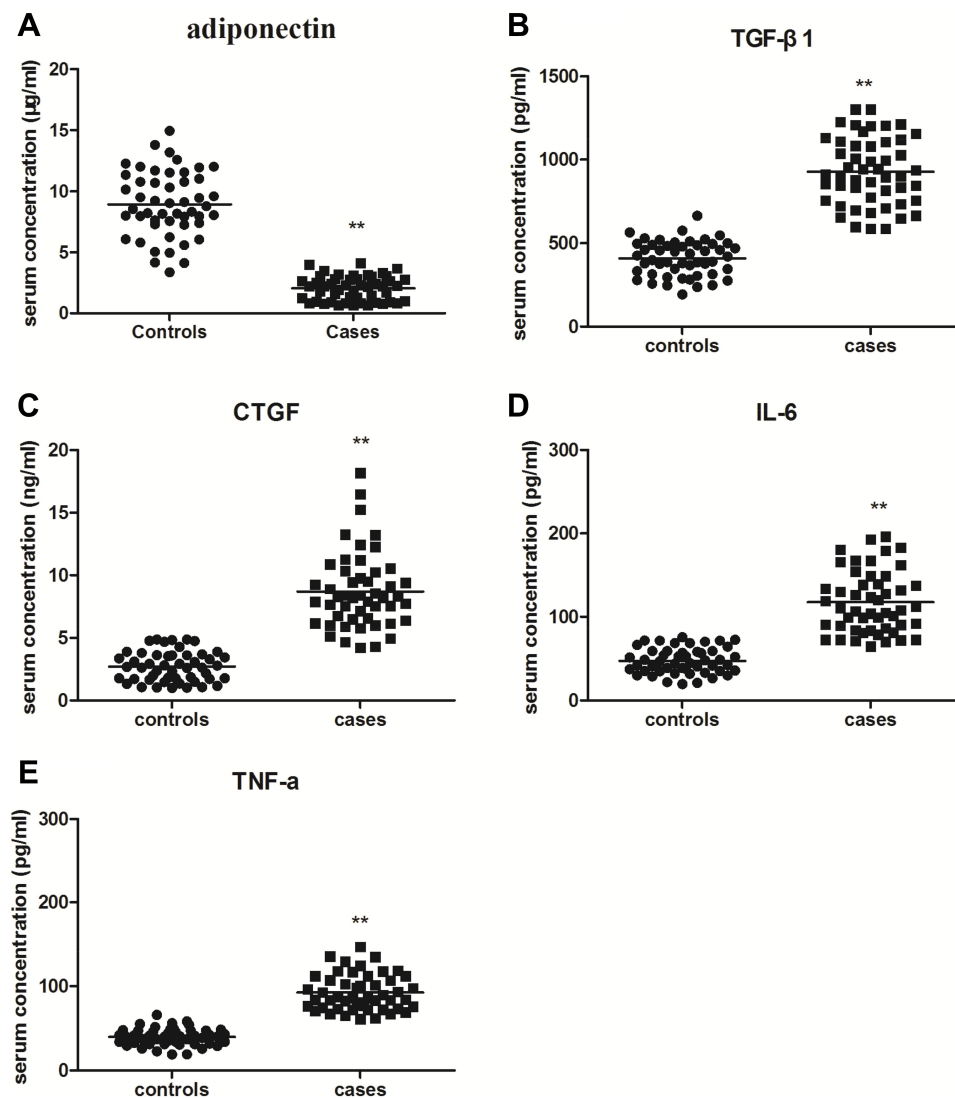 A
adiponectin
serum concentration (µg/ml)
20
15
10
5
0
**
Controls
Cases
B
TGF-β 1
serum concentration (pg/ml)
1500
1000
500
0
**
controls
cases
C
CTGF
serum concentration (ng/ml)
20
15
10
5
0
**
controls
cases
D
IL-6
serum concentration (pg/ml)
300
200
100
0
**
controls
cases
E
TNF-a
serum concentration (pg/ml)
300
200
100
0
**
controls
cases